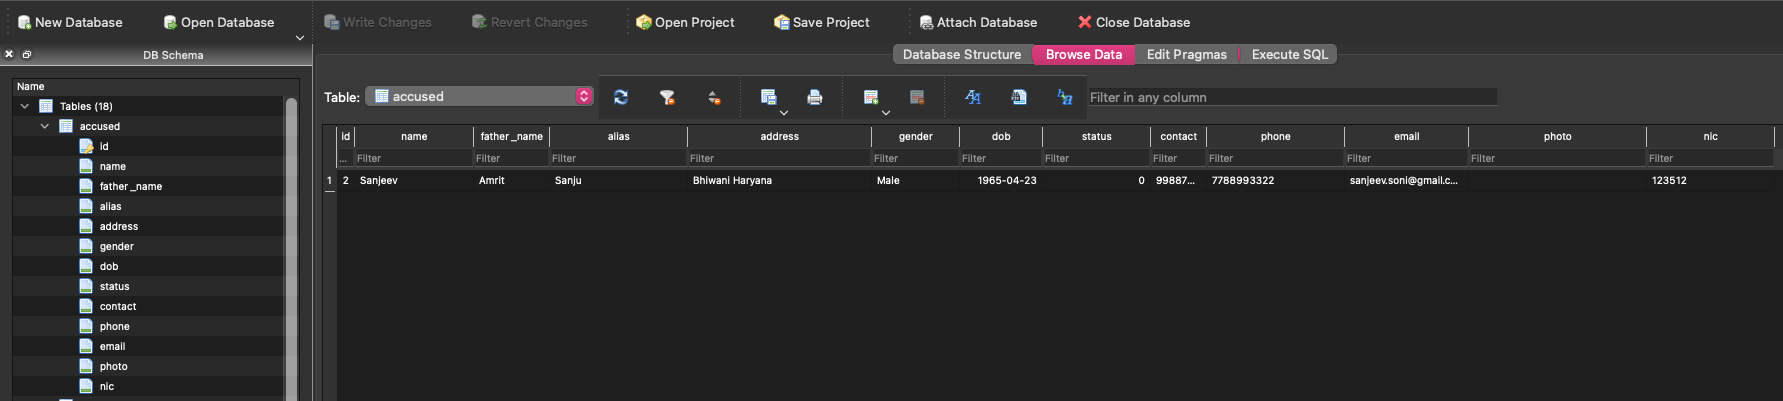 New Database Open Database Write Changes Revert Changes Open Project Save Project Attach Database Close Database
DB Schema
Database Structure Browse Data Edit Pragmas Execute SQL
Name
Tables (18)
accused
id
name
father_name
alias
address
gender
dob
status
contact
phone
email
photo
nic
Table: accused Filter in any column
id name father_name alias address gender dob status contact phone email photo nic
... Filter Filter Filter Filter Filter Filter Filter Filter Filter Filter Filter Filter
1 2 Sanjeev Amrit Sanju Bhiwani Haryana Male 1965-04-23 0 99887... 7788993322 sanjeev.soni@gmail.c... 123512